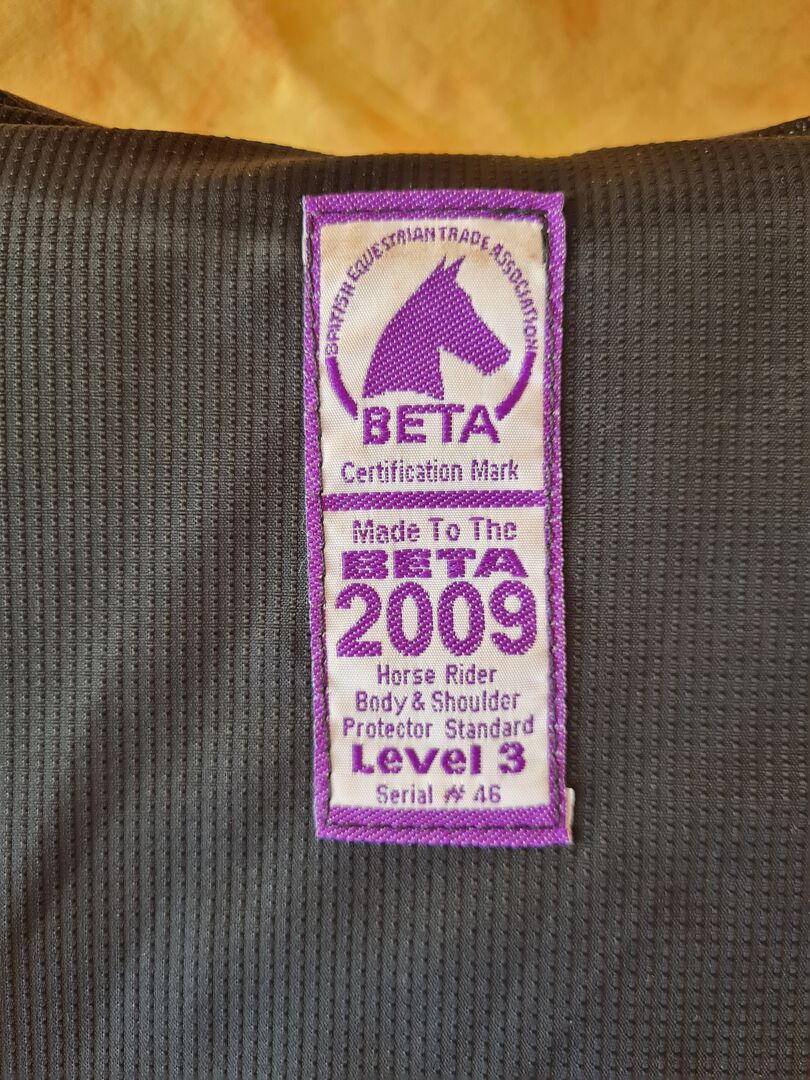 BRITISH EQUESTRIAN TRADE ASSOCIATION
BETA
Certification Mark
Made To The
BETA
2009
Horse Rider
Body & Shoulder
Protector Standard
Level 3
Serial # 46